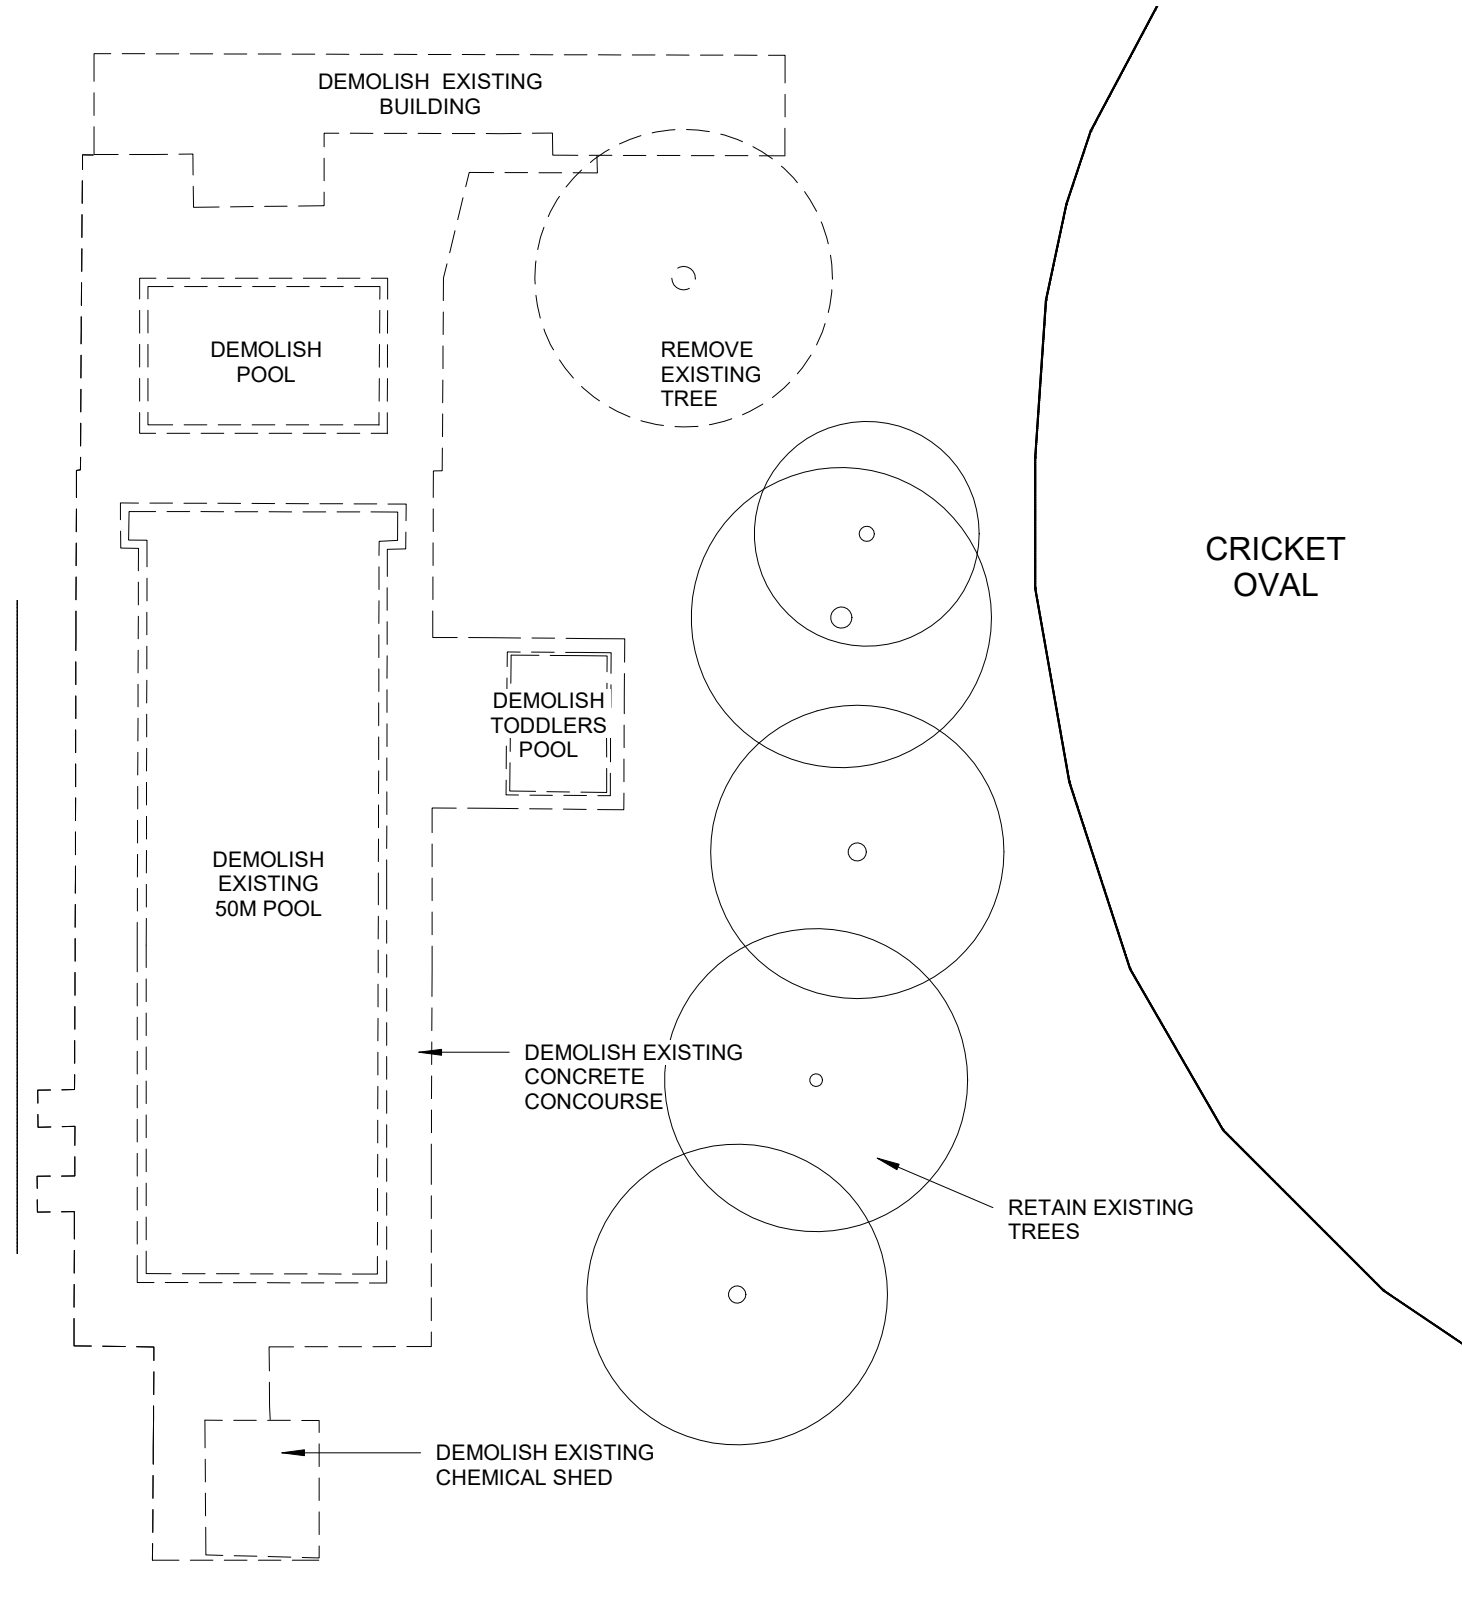 DEMOLISH  EXISTING
BUILDING
DEMOLISH
POOL
REMOVE
EXISTING
TREE
CRICKET
OVAL
DEMOLISH
TODDLERS
POOL
DEMOLISH
EXISTING
50M POOL
DEMOLISH EXISTING
CONCRETE
CONCOURSE
RETAIN EXISTING
TREES
DEMOLISH EXISTING
CHEMICAL SHED